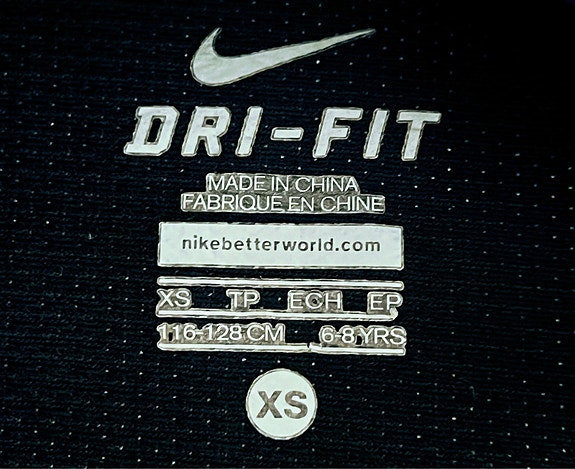 DRI-FIT
MADE IN CHINA
FABRIQUE EN CHINE
nikebetterworld.com
XS TP ECH EP
116-128 CM 6-8 YRS
XS